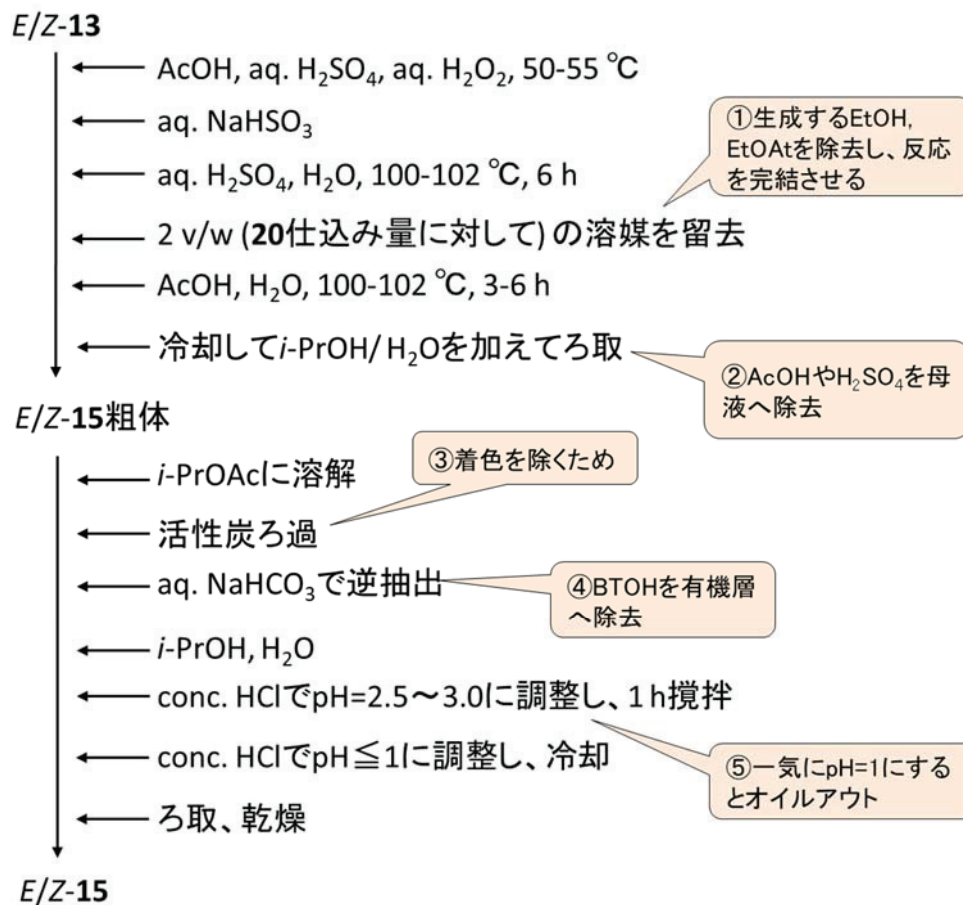 E/Z-13
AcOH, aq. H₂SO₄, aq. H₂O₂, 50-55 ℃
aq. NaHSO₃
①生成するEtOH,
EtOAtを除去し、反応
を完結させる
aq. H₂SO₄, H₂O, 100-102 ℃, 6 h
2 v/w (20仕込み量に対して) の溶媒を留去
AcOH, H₂O, 100-102 ℃, 3-6 h
冷却してi-PrOH/ H₂Oを加えてろ取
②AcOHやH₂SO₄を母
液へ除去
E/Z-15粗体
③着色を除くため
i-PrOAcに溶解
活性炭ろ過
aq. NaHCO₃で逆抽出
④BTOHを有機層
へ除去
i-PrOH, H₂O
conc. HClでpH=2.5～3.0に調整し、1 h撹拌
conc. HClでpH≦1に調整し、冷却
⑤一気にpH=1にする
とオイルアウト
ろ取、乾燥
E/Z-15